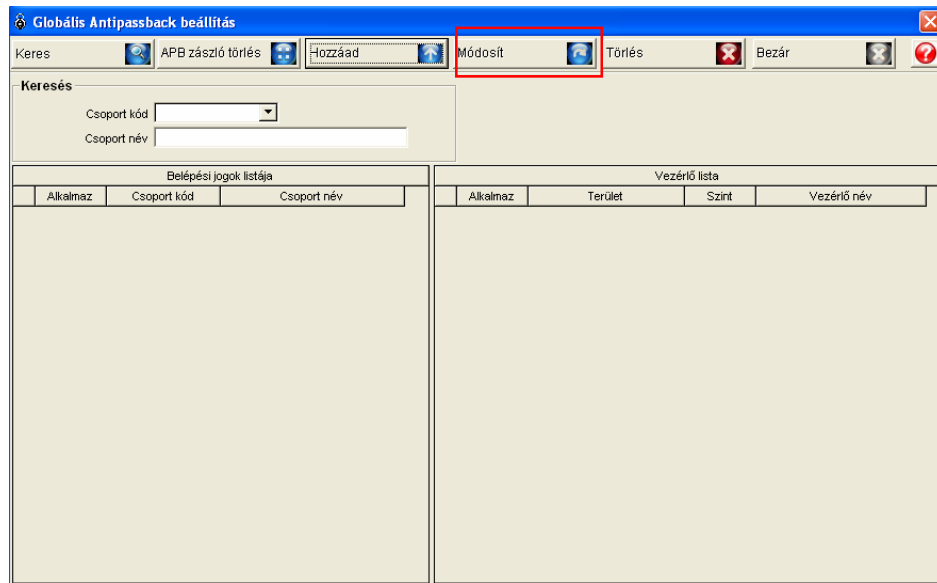 Globális Antipassback beállítás
Keres APB zászló törlés Hozzáad Módosít Törlés Bezár ?
Keresés
Csoport kód
Csoport név
Belépési jogok listája Vezérlő lista
Alkalmaz Csoport kód Csoport név Alkalmaz Terület Szint Vezérlő név